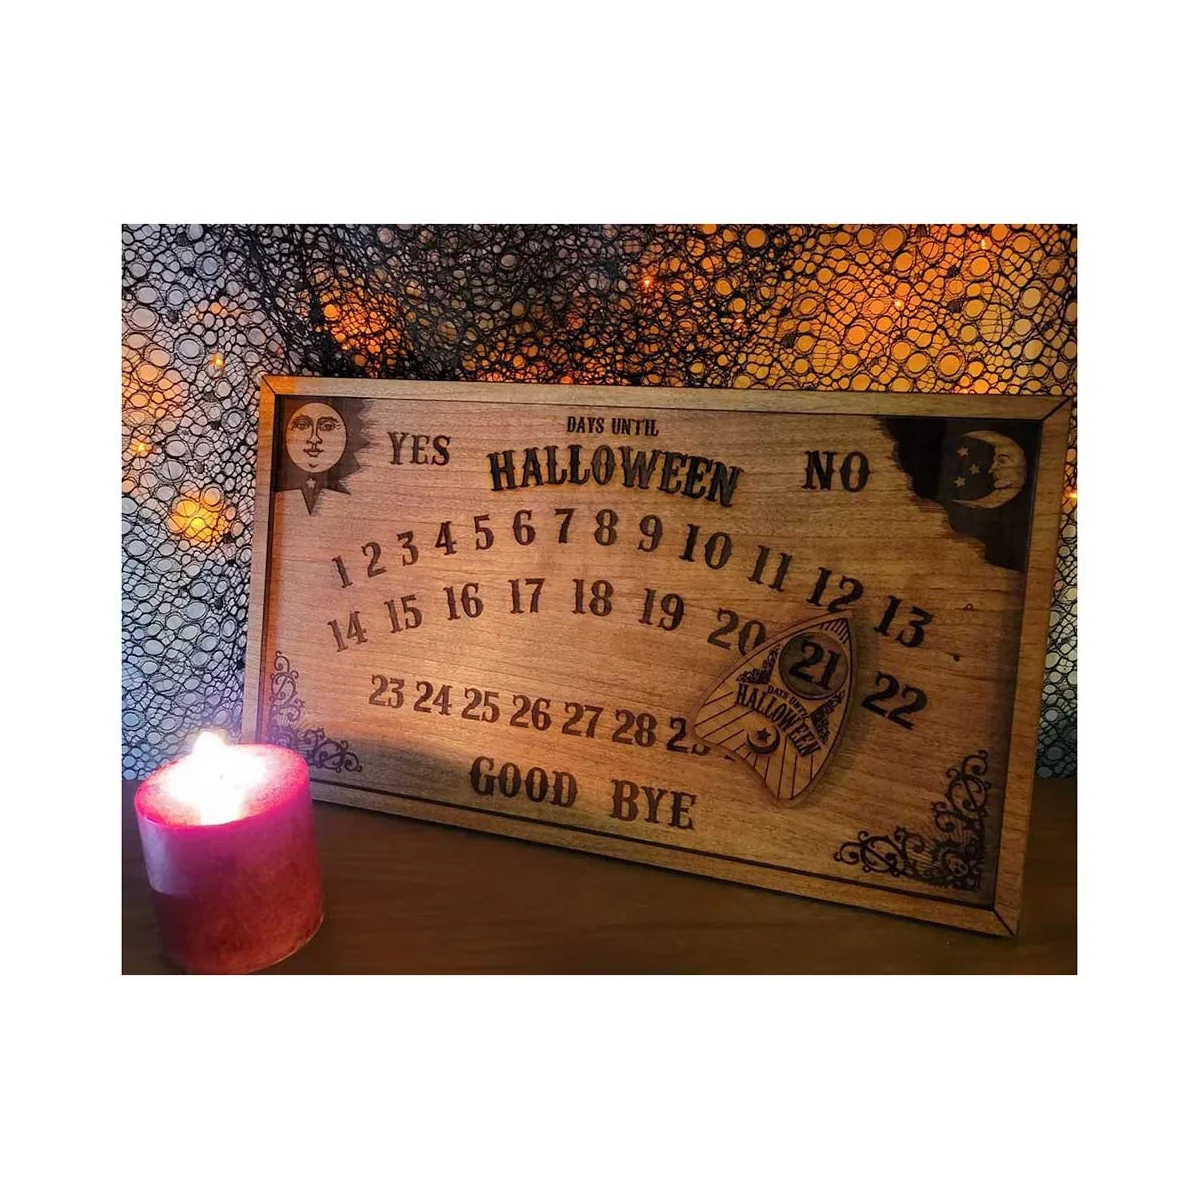 DAYS UNTIL
YES HALLOWEEN NO
1 2 3 4 5 6 7 8 9 10 11 12 13
14 15 16 17 18 19 20 21 22
DAYS UNTIL
HALLOWEEN
23 24 25 26 27 28 29
GOOD BYE